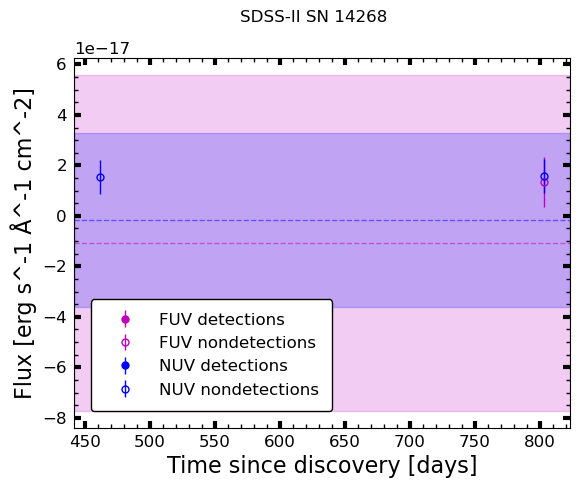 SDSS-II SN 14268
1e−17
6
4
2
0
−2
−4
−6
−8
Flux [erg s^-1 Å^-1 cm^-2]
FUV detections
FUV nondetections
NUV detections
NUV nondetections
450 500 550 600 650 700 750 800
Time since discovery [days]